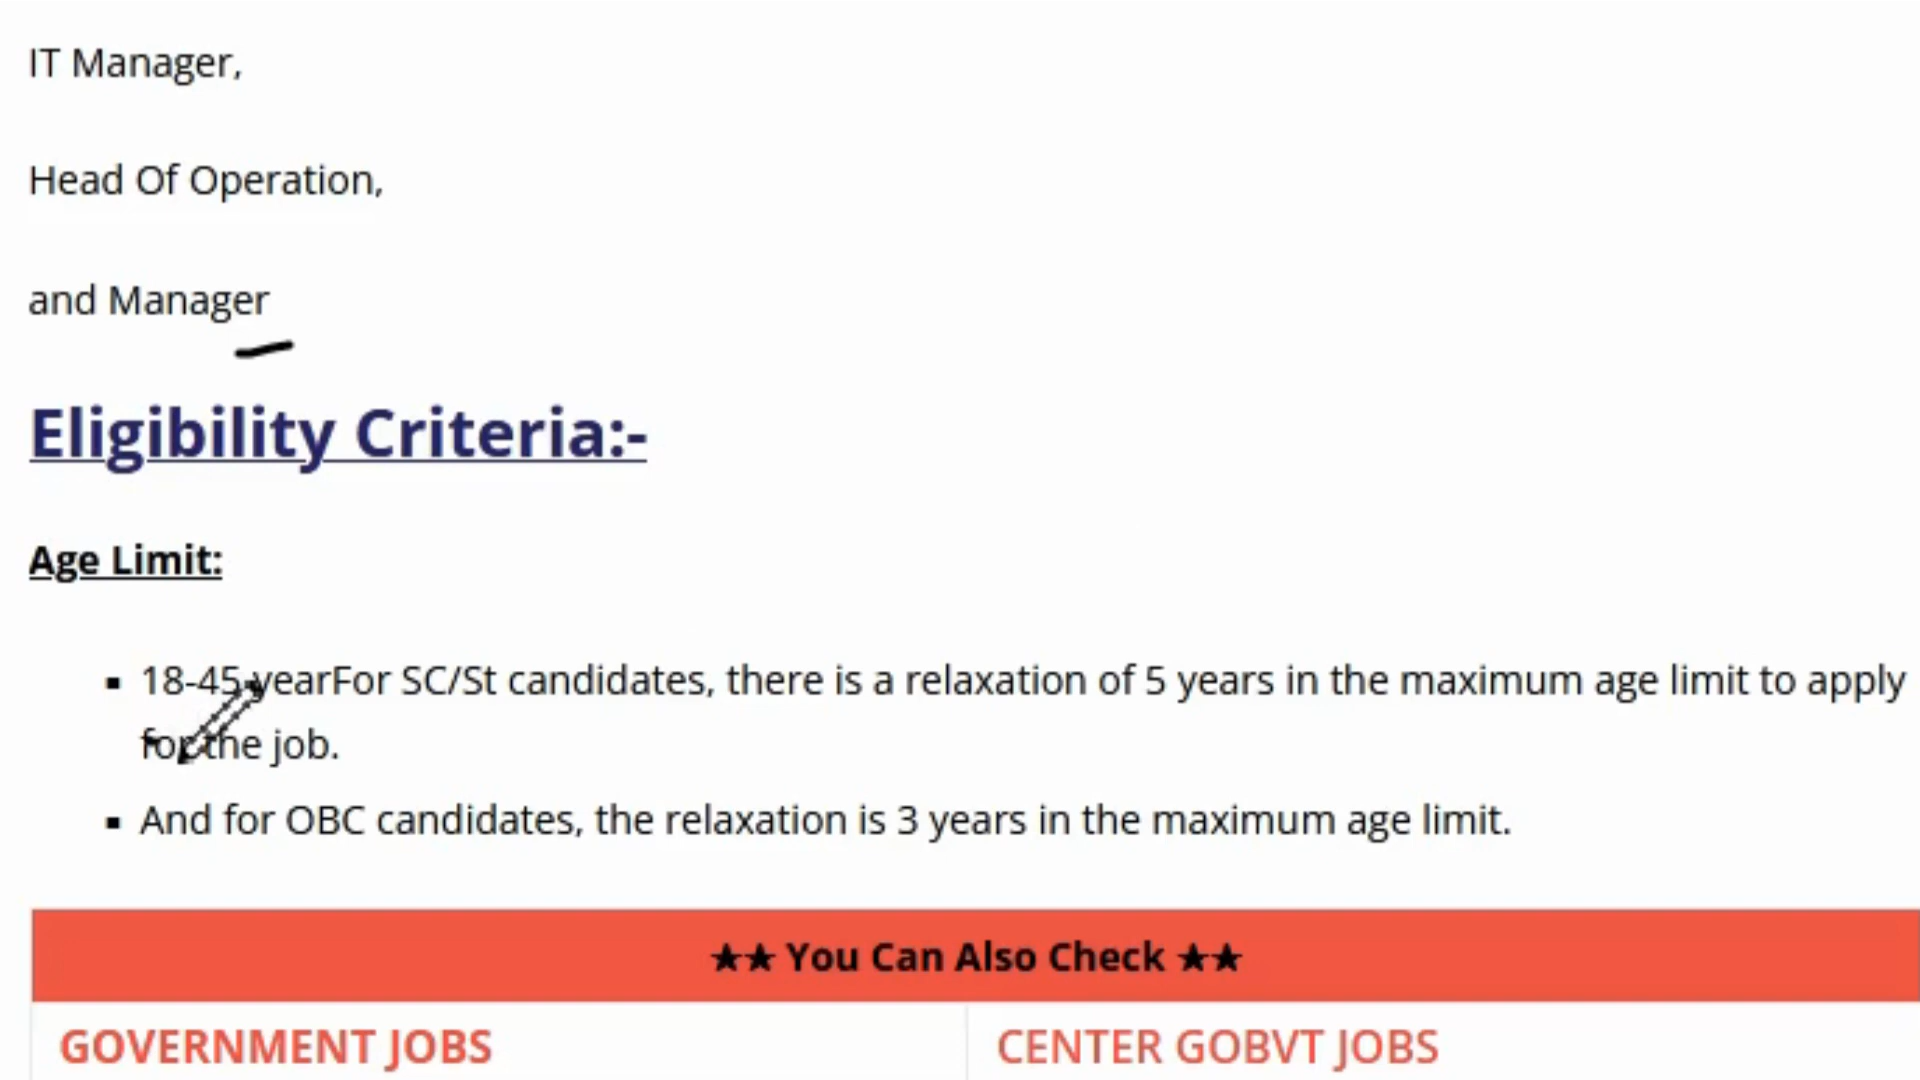 IT Manager,
Head Of Operation,
and Manager
Eligibility Criteria:-
Age Limit:
▪ 18-45 yearFor SC/St candidates, there is a relaxation of 5 years in the maximum age limit to apply
for the job.
▪ And for OBC candidates, the relaxation is 3 years in the maximum age limit.
★★ You Can Also Check ★★
GOVERNMENT JOBS
CENTER GOBVT JOBS